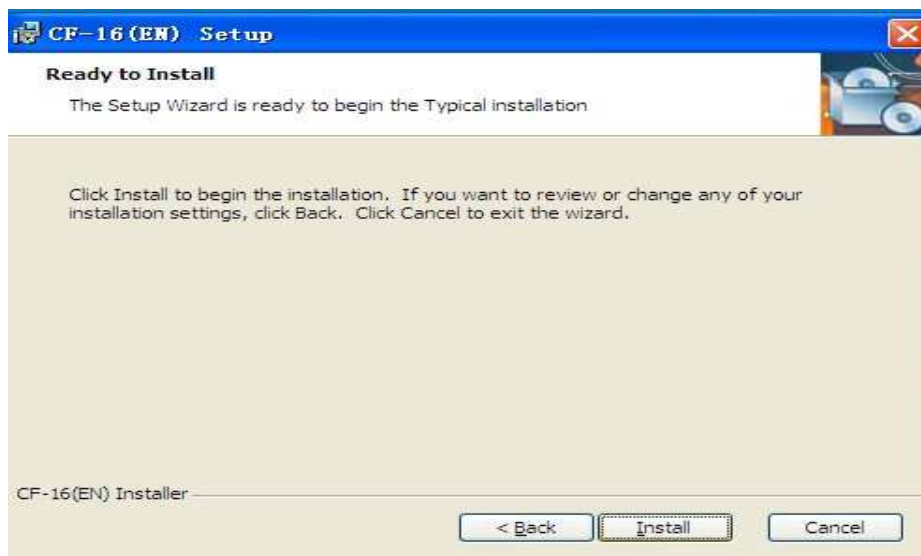 CF-16(EN) Setup
Ready to Install
The Setup Wizard is ready to begin the Typical installation
Click Install to begin the installation. If you want to review or change any of your
installation settings, click Back. Click Cancel to exit the wizard.
CF-16(EN) Installer
< Back Install Cancel